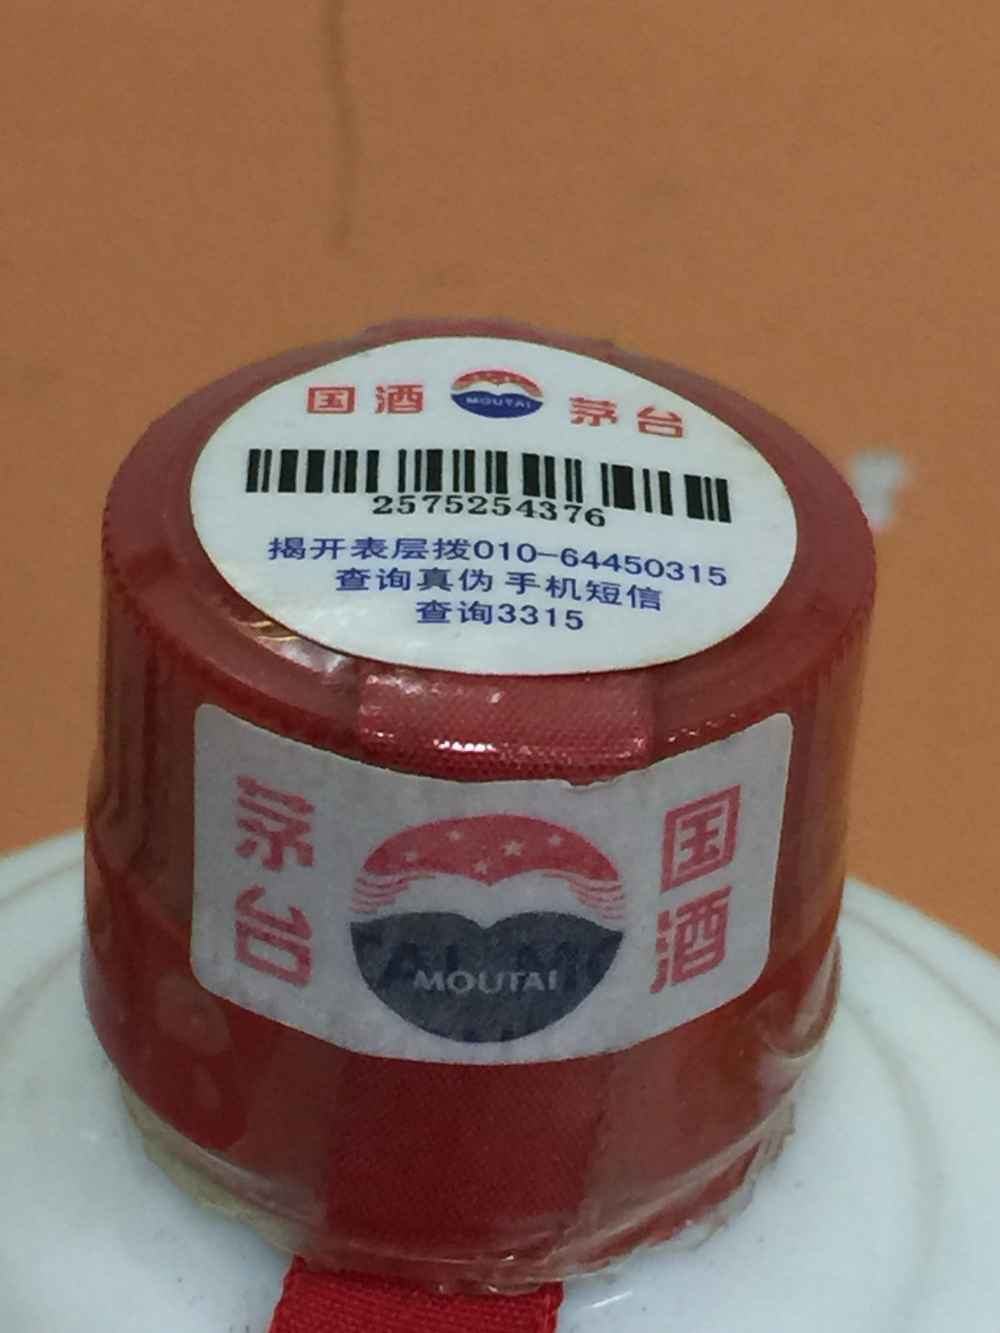 国酒 MOUTAI 茅台
2575254376
揭开表层拨010-64450315
查询真伪 手机短信
查询3315
茅台
MOUTAI
国酒